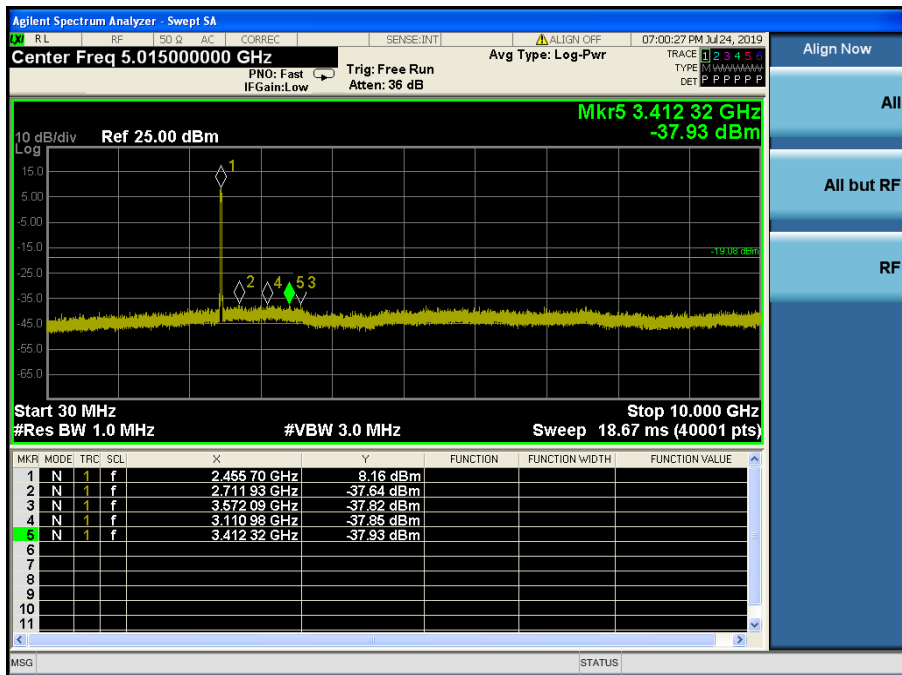 Agilent Spectrum Analyzer - Swept SA
LXI RL RF 50 Ω AC CORREC SENSE:INT ALIGN OFF 07:00:27 PM Jul 24, 2019
Center Freq 5.015000000 GHz
PNO: Fast
IFGain:Low
Trig: Free Run
Atten: 36 dB
Avg Type: Log-Pwr
TRACE 1 2 3 4 5 6
TYPE MWWWWW
DET P P P P P P
Align Now
All
All but RF
RF
Mkr5 3.412 32 GHz
-37.93 dBm
10 dB/div Ref 25.00 dBm
Log
15.0
5.00
-5.00
-15.0
-25.0
-35.0
-45.0
-55.0
-65.0
1
-19.08 dBm
2 4 5 3
Start 30 MHz Stop 10.000 GHz
#Res BW 1.0 MHz #VBW 3.0 MHz Sweep 18.67 ms (40001 pts)
MKR MODE TRC SCL X Y FUNCTION FUNCTION WIDTH FUNCTION VALUE
1 N 1 f 2.455 70 GHz 8.16 dBm
2 N 1 f 2.711 93 GHz -37.64 dBm
3 N 1 f 3.572 09 GHz -37.82 dBm
4 N 1 f 3.110 98 GHz -37.85 dBm
5 N 1 f 3.412 32 GHz -37.93 dBm
6
7
8
9
10
11
MSG STATUS